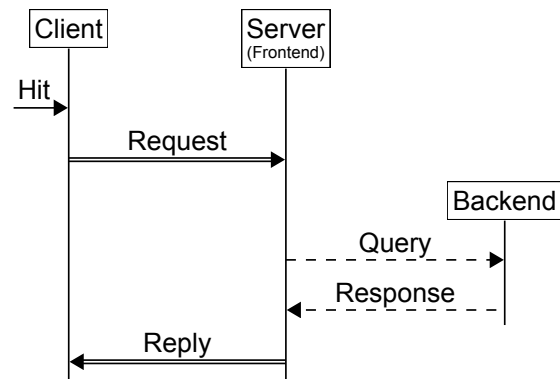 Client
Server
(Frontend)
Hit
Request
Backend
Query
Response
Reply